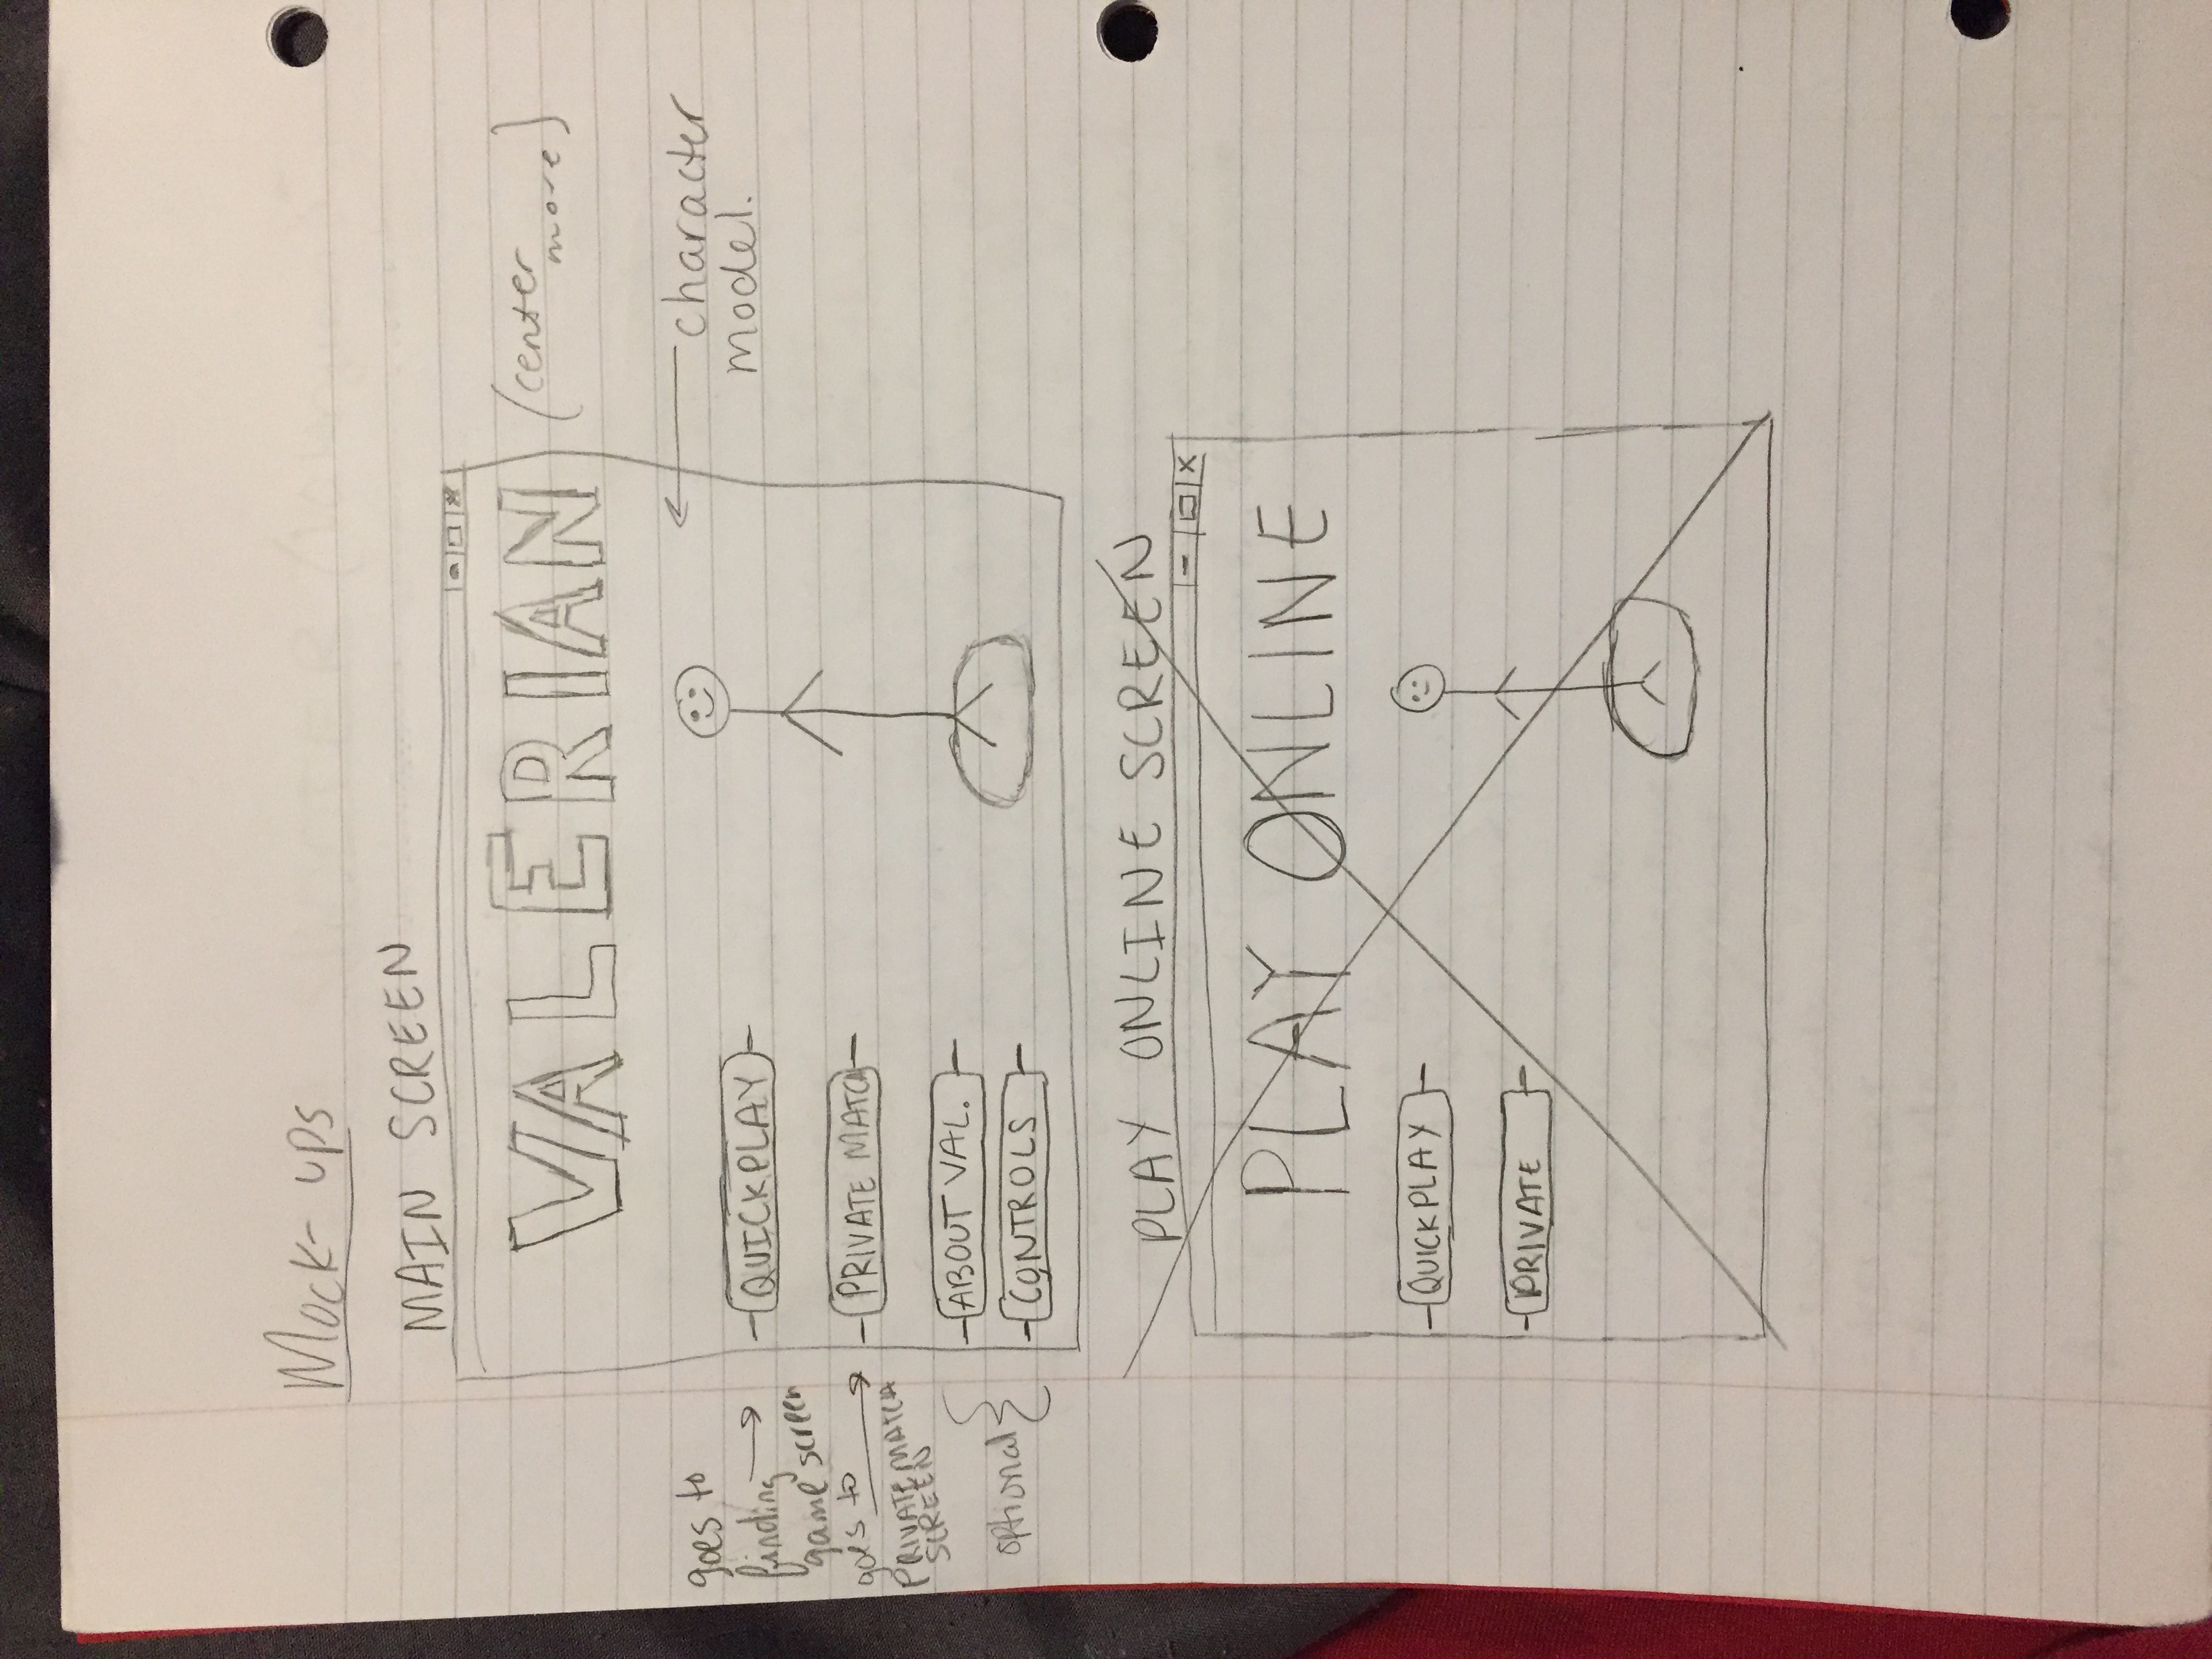 Mock-ups
MAIN SCREEN
VALERIAN
(center
more)
character
model.
goes to
finding
game screen
QUICKPLAY
goes to
PRIVATE MATCH
SCREEN
PRIVATE MATCH
optional
ABOUT VAL.
CONTROLS
PLAY ONLINE SCREEN
PLAY ONLINE
QUICKPLAY
PRIVATE